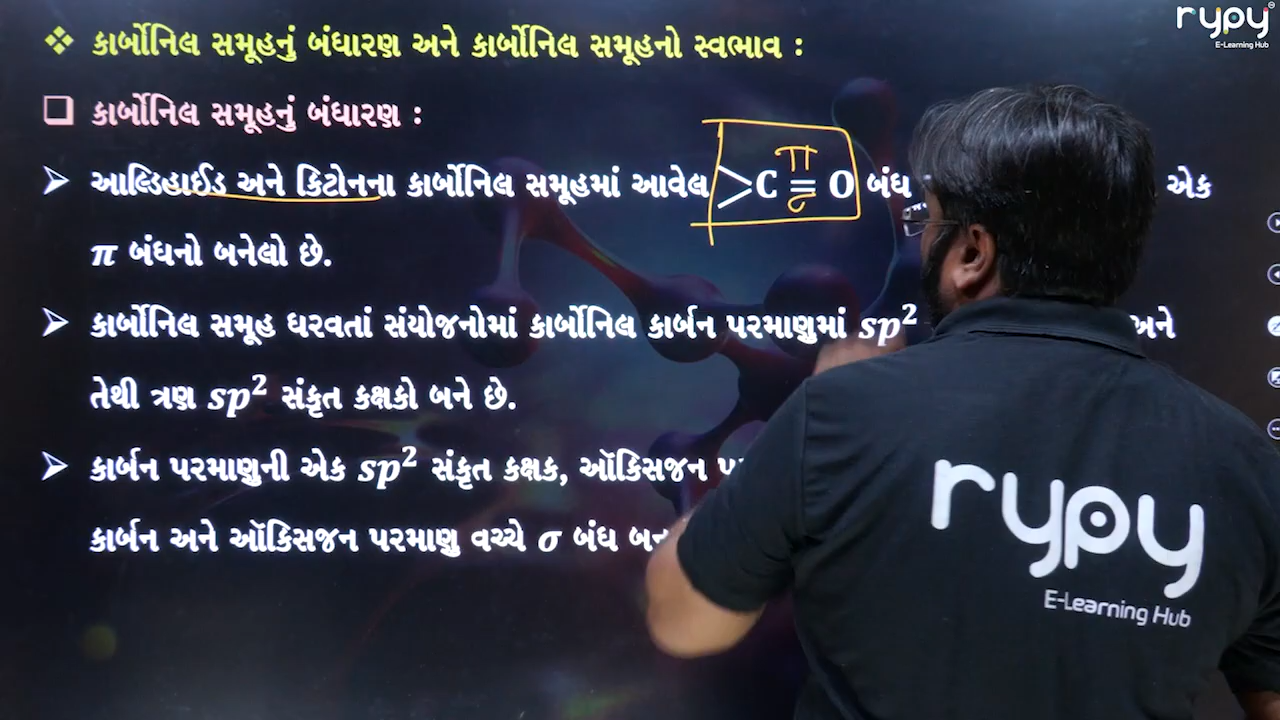 rypy
E-Learning Hub
❖ કાર્બોનિલ સમૂહનું બંધારણ અને કાર્બોનિલ સમૂહનો સ્વભાવ :
❑ કાર્બોનિલ સમૂહનું બંધારણ :
➢ આલ્ડિહાઈડ અને કિટોનના કાર્બોનિલ સમૂહમાં આવેલ >C = O બંધ એક
π
σ
π બંધનો બનેલો છે.
➢ કાર્બોનિલ સમૂહ ધરવતાં સંયોજનોમાં કાર્બોનિલ કાર્બન પરમાણુમાં sp² અને
તેથી ત્રણ sp² સંકૃત કક્ષકો બને છે.
➢ કાર્બન પરમાણુની એક sp² સંકૃત કક્ષક, ઑક્સિજન
કાર્બન અને ઑક્સિજન પરમાણુ વચ્ચે σ બંધ
rypy
E-Learning Hub